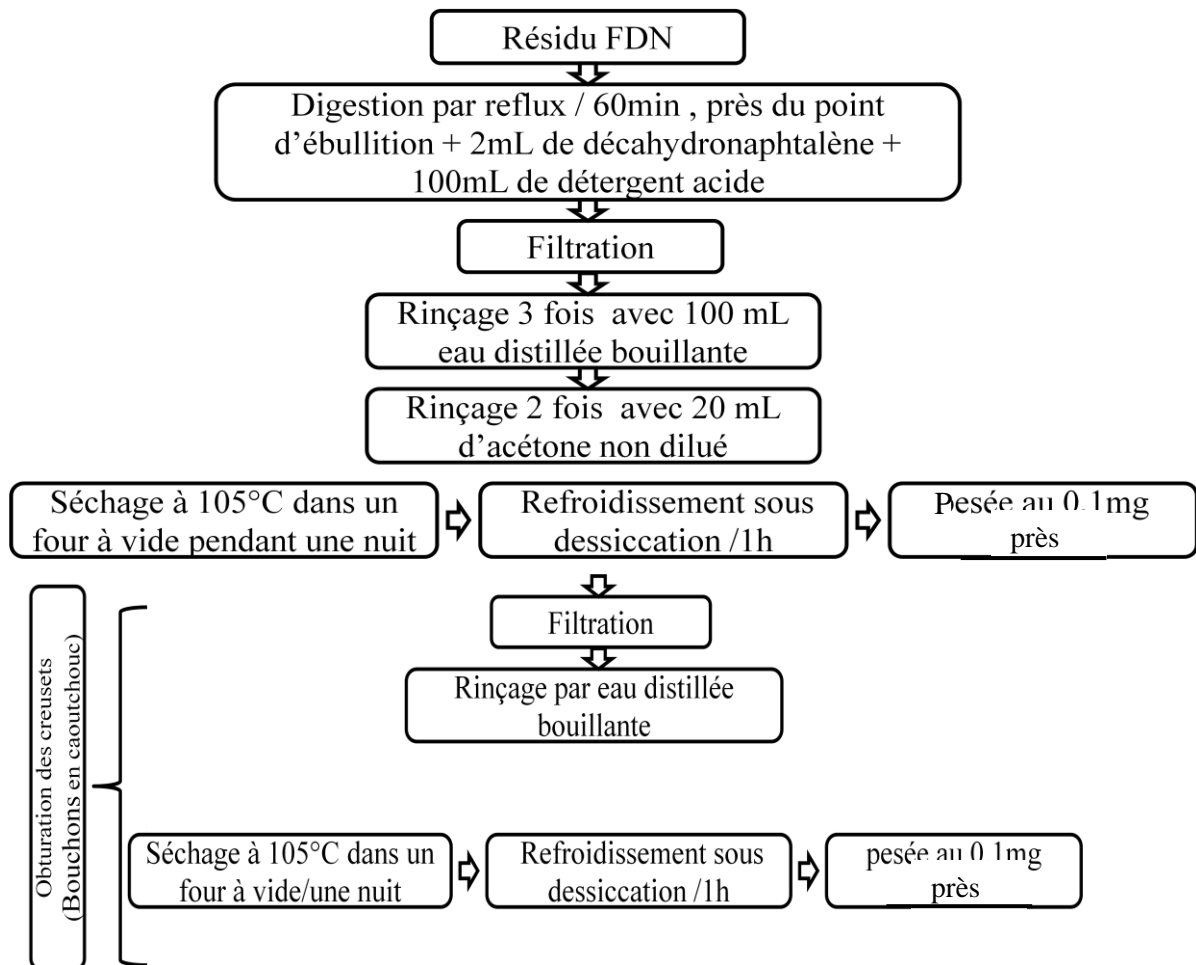 Résidu FDN
Digestion par reflux / 60min , près du point
d’ébullition + 2mL de décahydronaphtalène +
100mL de détergent acide
Filtration
Rinçage 3 fois avec 100 mL
eau distillée bouillante
Rinçage 2 fois avec 20 mL
d’acétone non dilué
Séchage à 105°C dans un
four à vide pendant une nuit
Refroidissement sous
dessiccation /1h
Pesée au 0.1mg
près
Filtration
Rinçage par eau distillée
bouillante
Obturation des creusets
(Bouchons en caoutchouc)
Séchage à 105°C dans un
four à vide/une nuit
Refroidissement sous
dessiccation /1h
pesée au 0.1mg
près